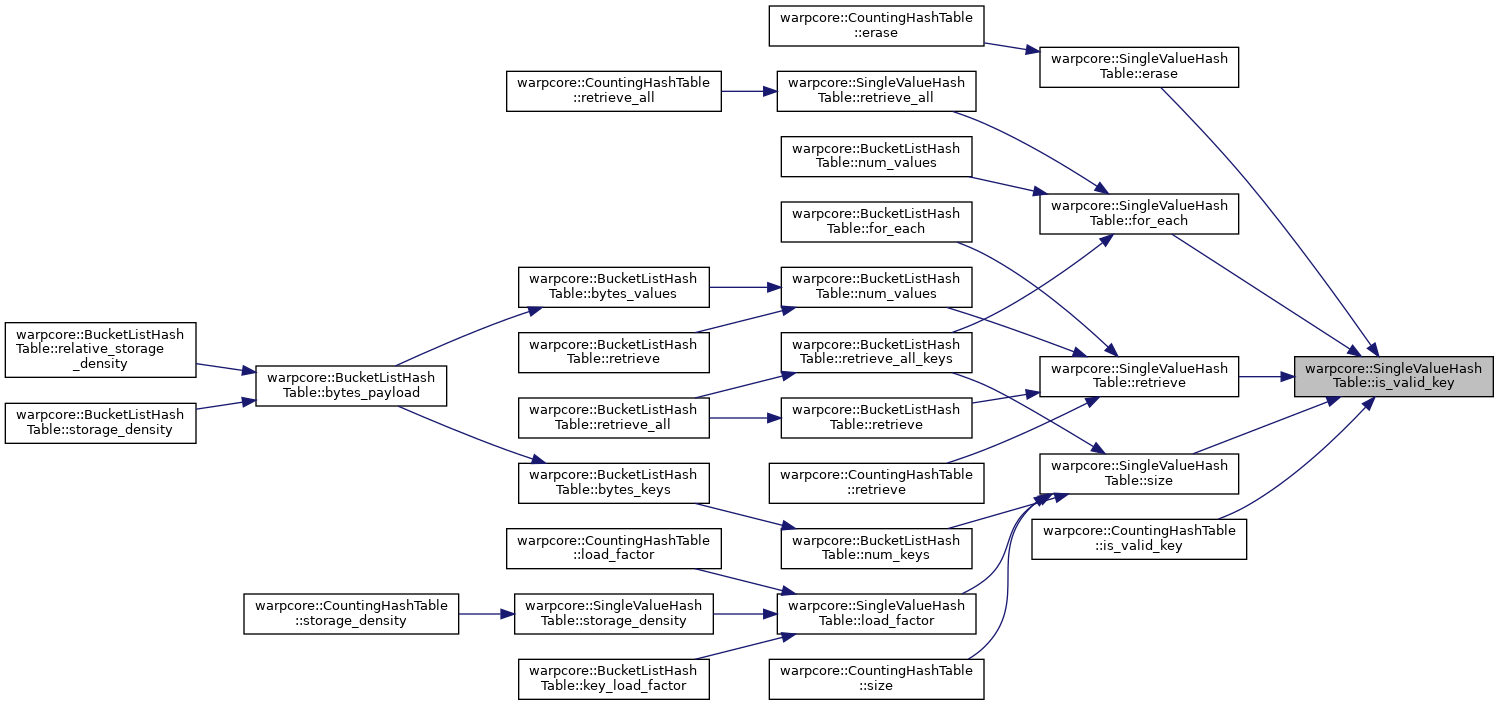 warpcore::CountingHashTable
::erase
warpcore::SingleValueHash
Table::erase
warpcore::CountingHashTable
::retrieve_all
warpcore::SingleValueHash
Table::retrieve_all
warpcore::BucketListHash
Table::num_values
warpcore::SingleValueHash
Table::for_each
warpcore::BucketListHash
Table::for_each
warpcore::BucketListHash
Table::bytes_values
warpcore::BucketListHash
Table::num_values
warpcore::BucketListHash
Table::relative_storage
_density
warpcore::BucketListHash
Table::retrieve
warpcore::BucketListHash
Table::retrieve_all_keys
warpcore::SingleValueHash
Table::retrieve
warpcore::SingleValueHash
Table::is_valid_key
warpcore::BucketListHash
Table::bytes_payload
warpcore::BucketListHash
Table::storage_density
warpcore::BucketListHash
Table::retrieve_all
warpcore::BucketListHash
Table::retrieve
warpcore::SingleValueHash
Table::size
warpcore::BucketListHash
Table::bytes_keys
warpcore::CountingHashTable
::retrieve
warpcore::CountingHashTable
::is_valid_key
warpcore::CountingHashTable
::load_factor
warpcore::BucketListHash
Table::num_keys
warpcore::CountingHashTable
::storage_density
warpcore::SingleValueHash
Table::storage_density
warpcore::SingleValueHash
Table::load_factor
warpcore::BucketListHash
Table::key_load_factor
warpcore::CountingHashTable
::size